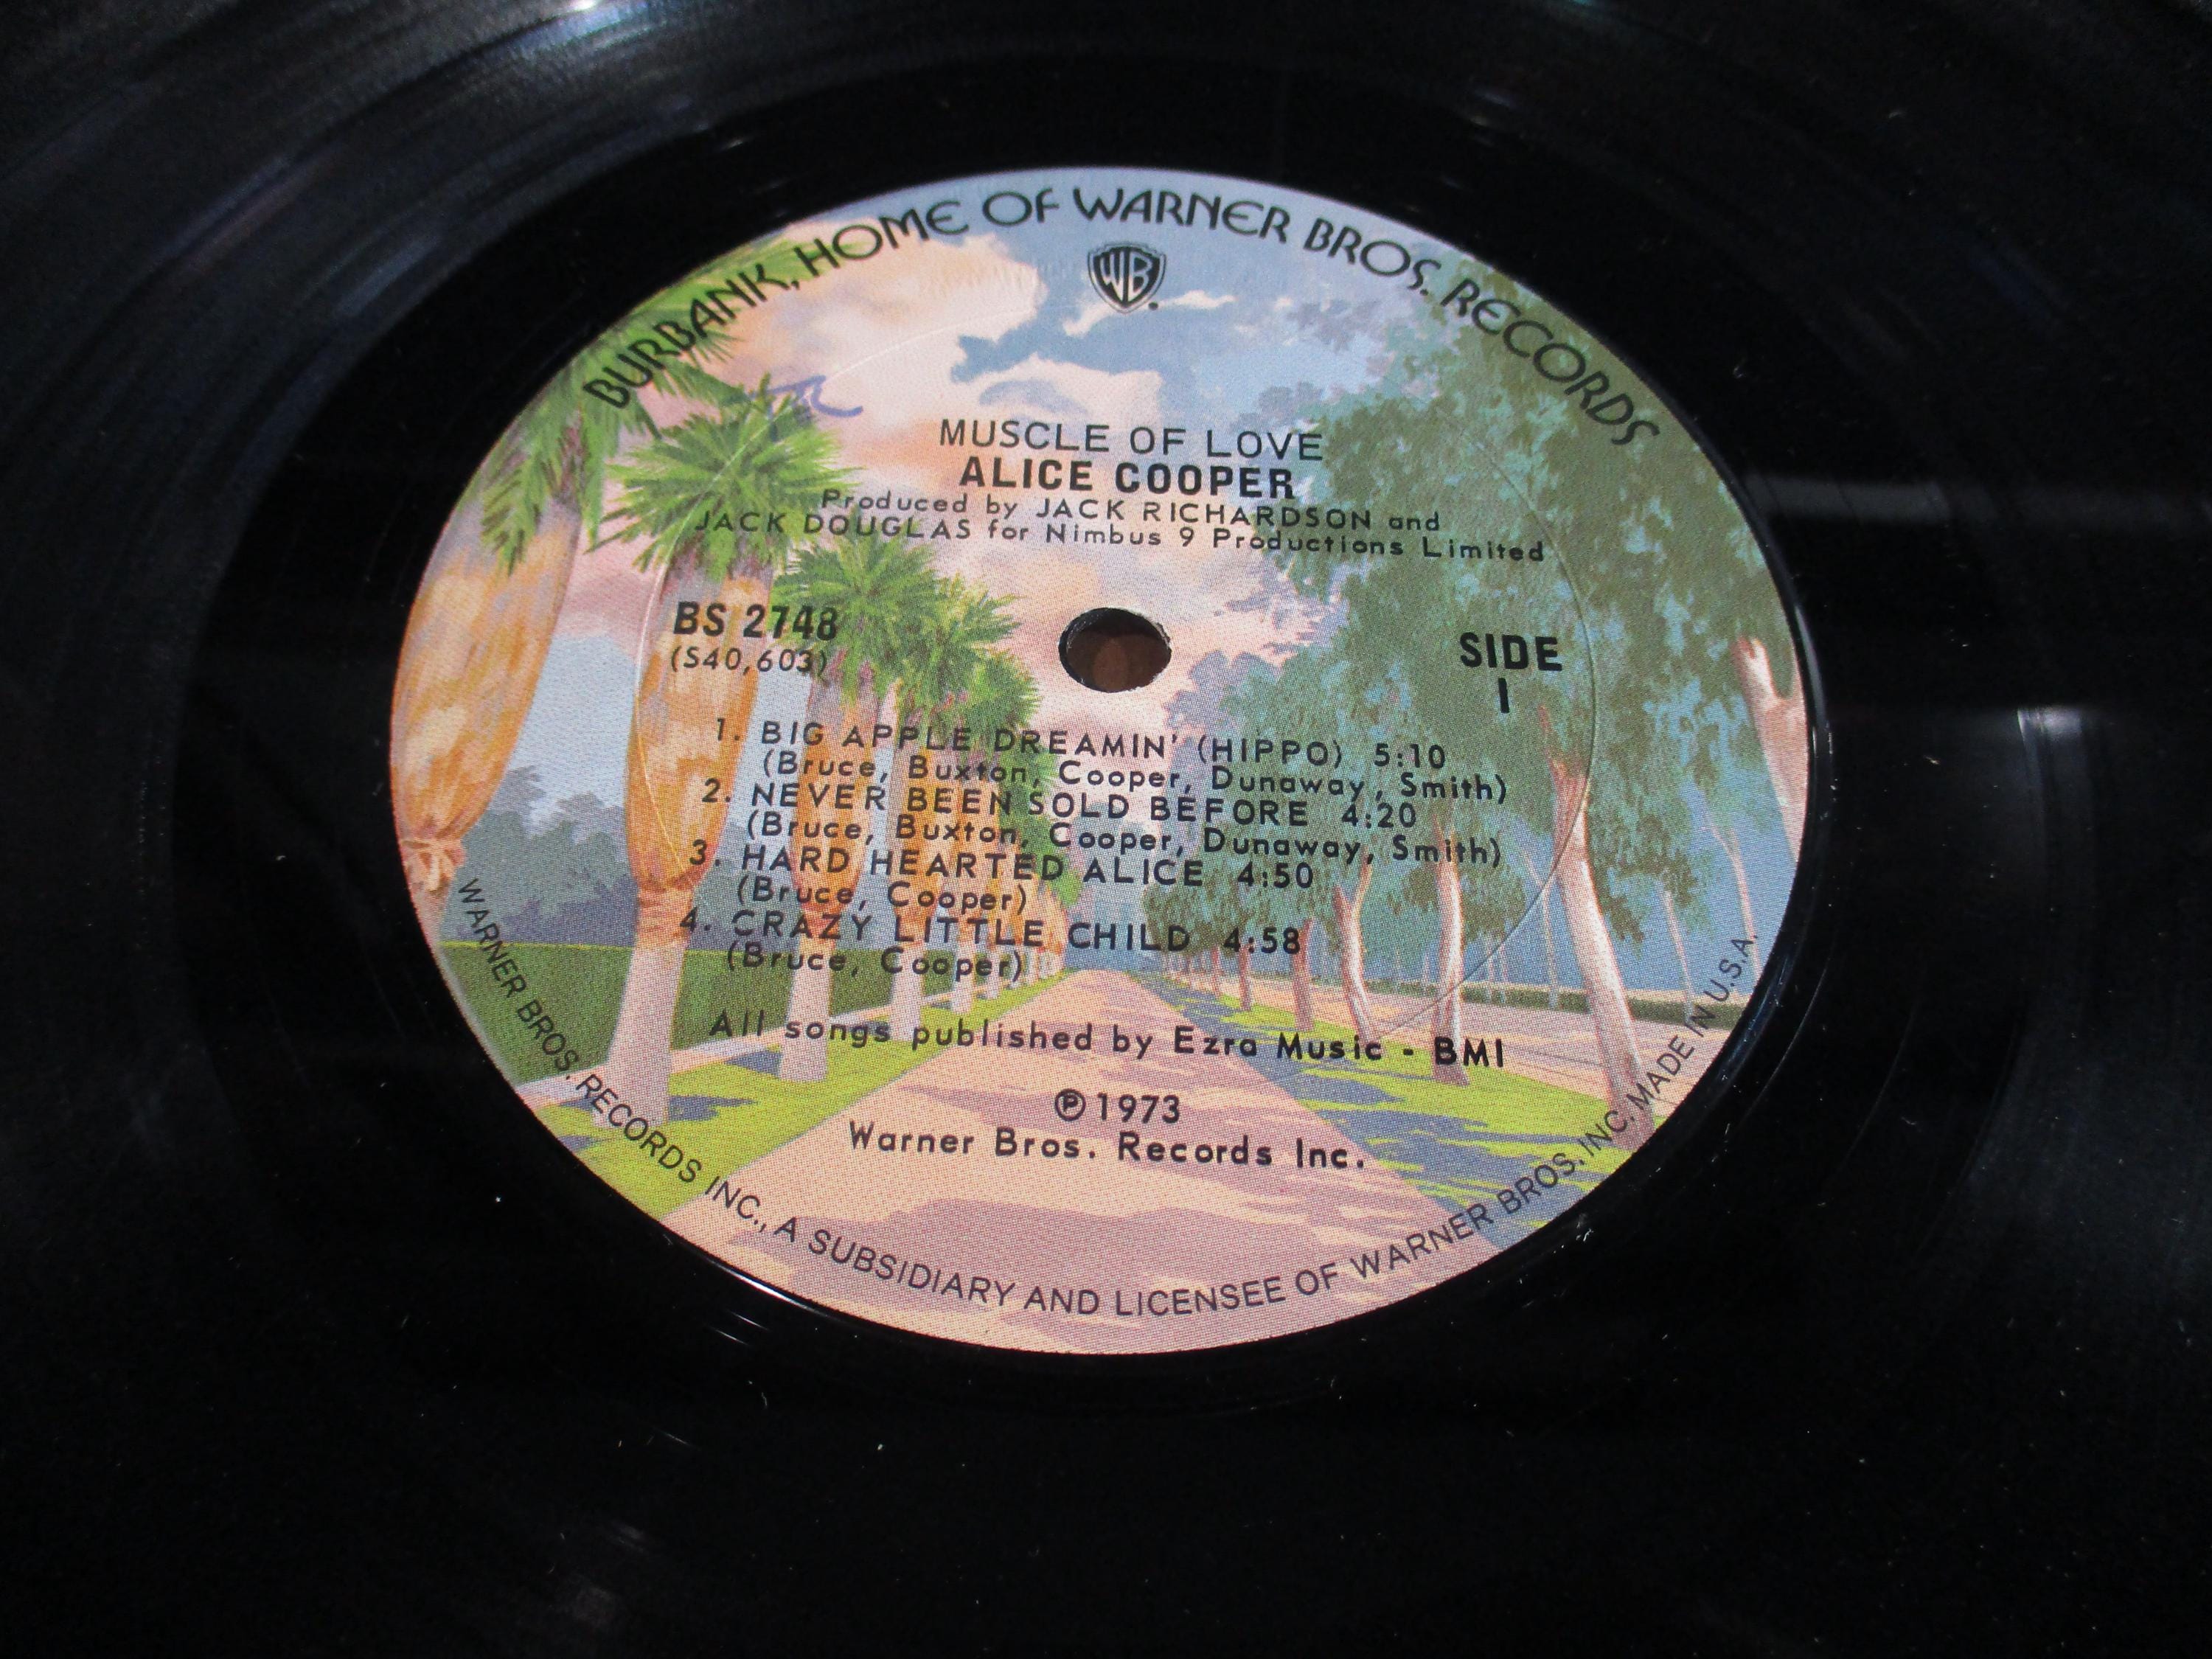 BURBANK, HOME OF WARNER BROS. RECORDS
WB
MUSCLE OF LOVE
ALICE COOPER
Produced by JACK RICHARDSON and
JACK DOUGLAS for Nimbus 9 Productions Limited
BS 2748
(S40,603)
SIDE
1
1. BIG APPLE DREAMIN' (HIPPO) 5:10
(Bruce, Buxton, Cooper, Dunaway, Smith)
2. NEVER BEEN SOLD BEFORE 4:20
(Bruce, Buxton, Cooper, Dunaway, Smith)
3. HARD HEARTED ALICE 4:50
(Bruce, Cooper)
4. CRAZY LITTLE CHILD 4:58
(Bruce, Cooper)
All songs published by Ezra Music - BMI
℗ 1973
Warner Bros. Records Inc.
WARNER BROS. RECORDS INC., A SUBSIDIARY AND LICENSEE OF WARNER BROS. INC. MADE IN U.S.A.